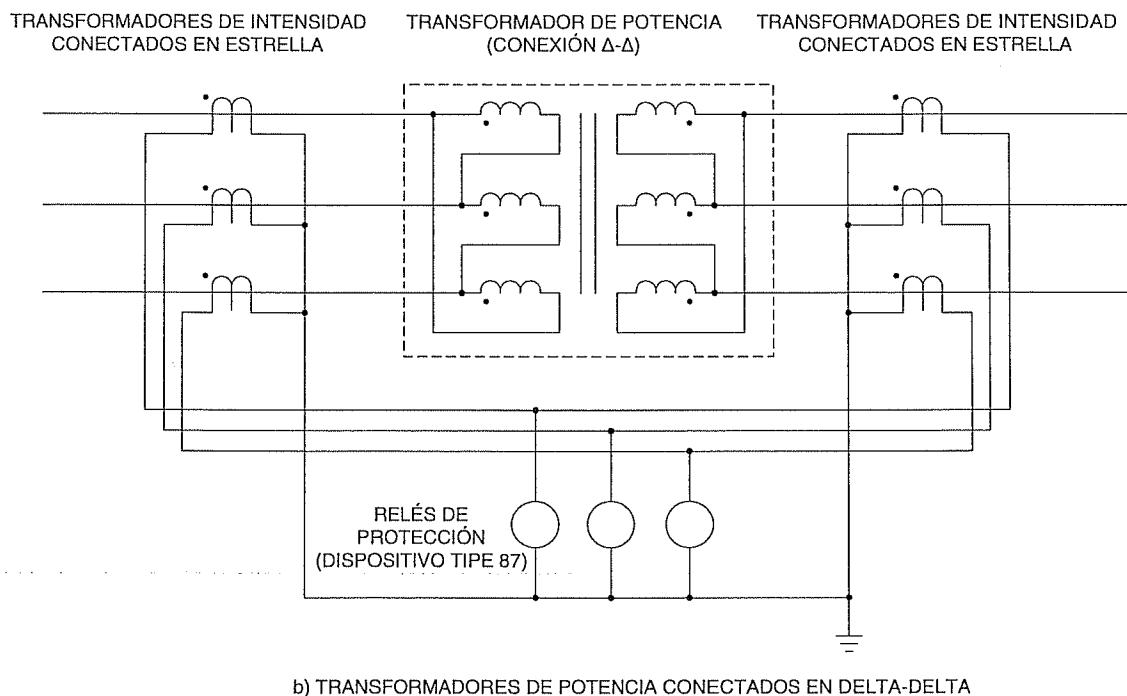 TRANSFORMADORES DE INTENSIDAD
CONECTADOS EN ESTRELLA
TRANSFORMADOR DE POTENCIA
(CONEXIÓN Δ-Δ)
TRANSFORMADORES DE INTENSIDAD
CONECTADOS EN ESTRELLA
RELÉS DE
PROTECCIÓN
(DISPOSITIVO TIPE 87)
b) TRANSFORMADORES DE POTENCIA CONECTADOS EN DELTA-DELTA